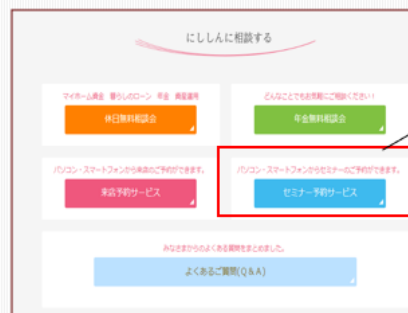 にししんに相談する
マイホーム資金 暮らしのローン 年金 資産運用
休日無料相談会
どんなことでもお気軽にご相談ください！
年金無料相談会
パソコン・スマートフォンから来店のご予約ができます。
来店予約サービス
パソコン・スマートフォンからセミナーのご予約ができます。
セミナー予約サービス
みなさまからのよくある質問をまとめました。
よくあるご質問(Q＆A)